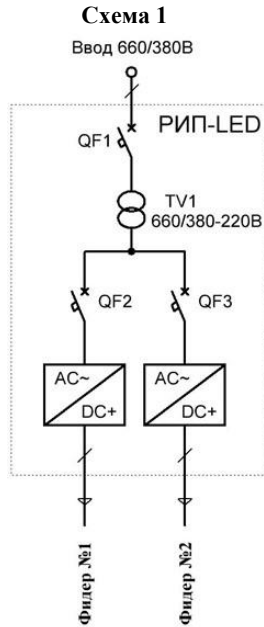 Схема 1
Ввод 660/380В
РИП-LED
QF1
TV1
660/380-220В
QF2
QF3
AC~
DC+
AC~
DC+
Фидер №1
Фидер №2